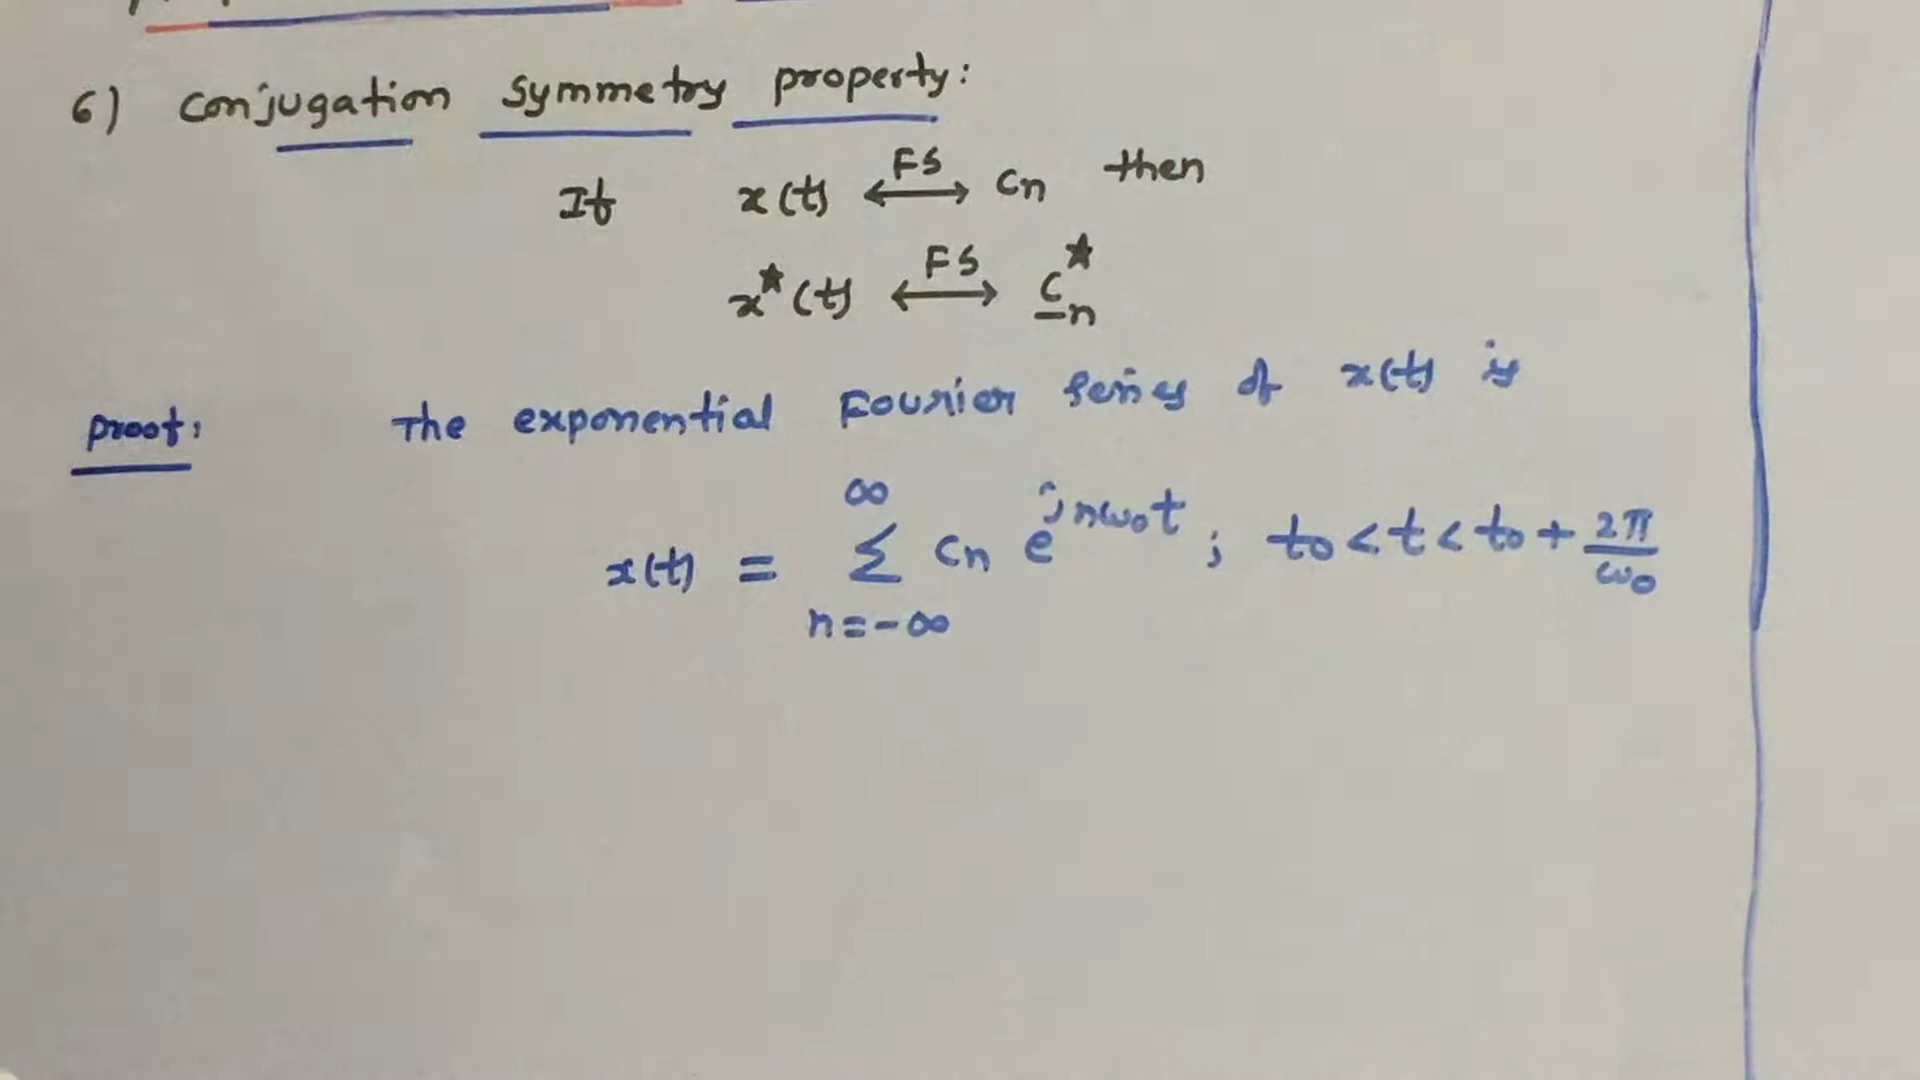 6) conjugation symmetry property:
If x(t) ⟷ FS Cn then
x*(t) ⟷ FS C*₋n
Proof: The exponential Fourier series of x(t) is
x(t) = ∑_{n=-∞}^{∞} Cn e^{jnω₀t} ; t₀ < t < t₀ + 2π/ω₀